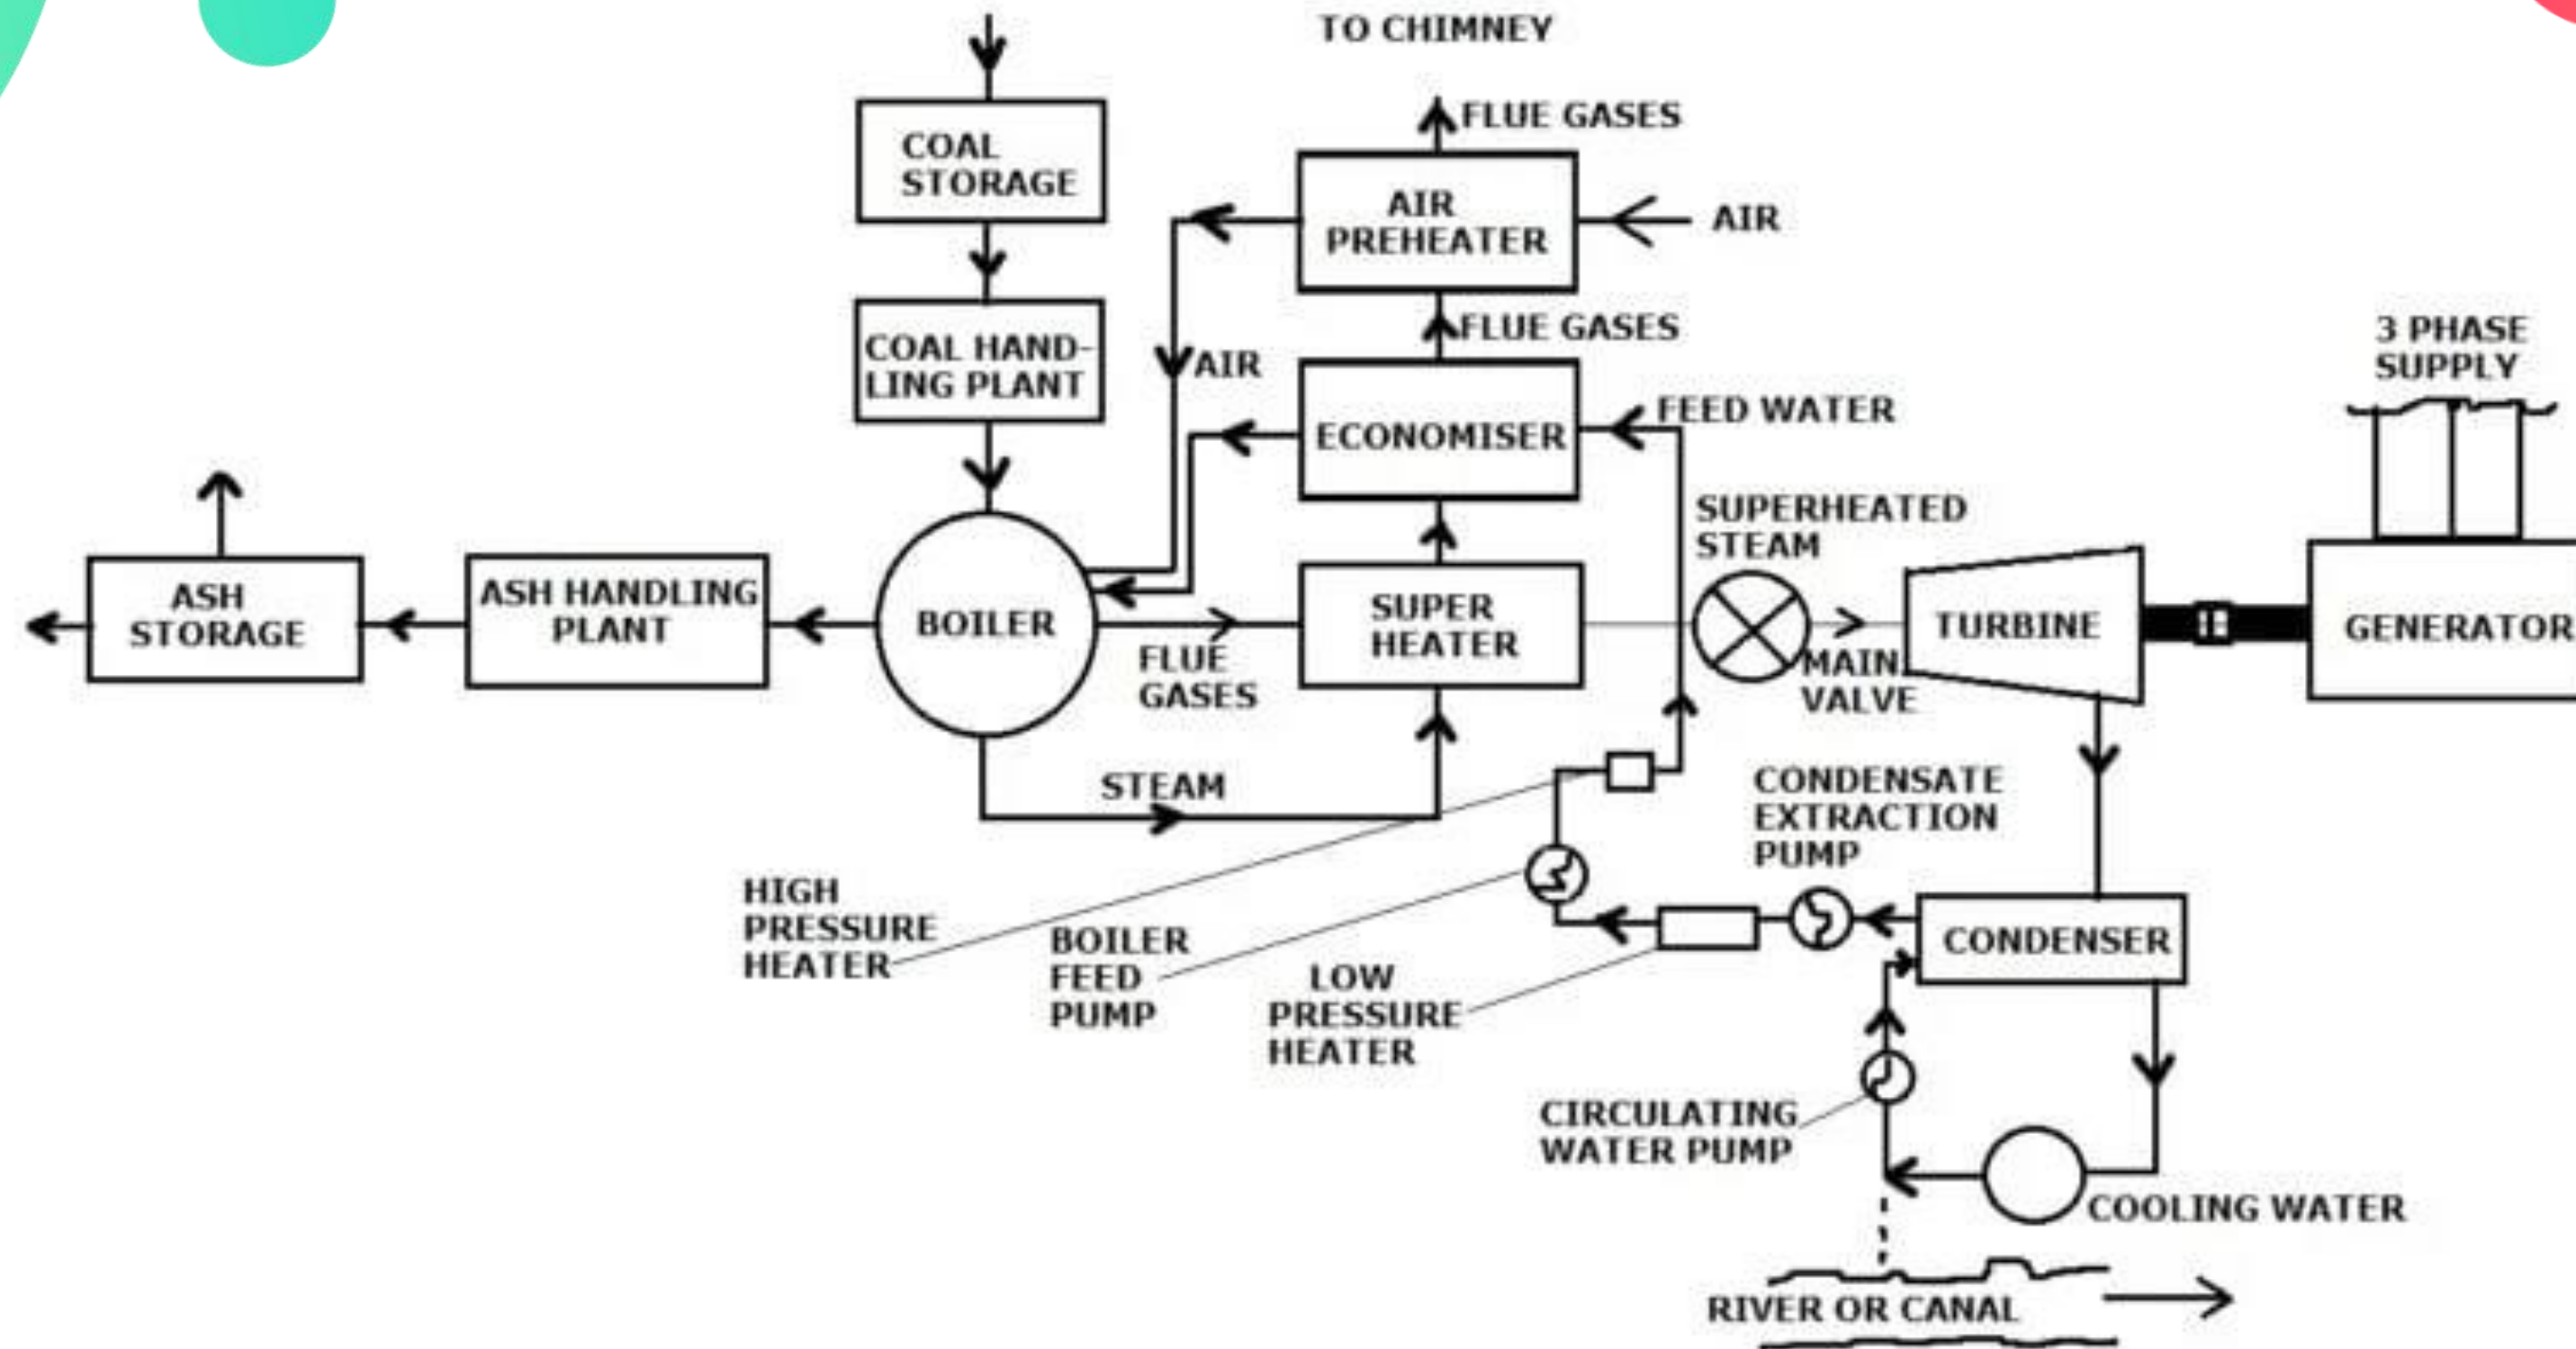 TO CHIMNEY
FLUE GASES
COAL
STORAGE
AIR
PREHEATER
AIR
FLUE GASES
COAL HAND-
LING PLANT
AIR
3 PHASE
SUPPLY
FEED WATER
ECONOMISER
SUPERHEATED
STEAM
ASH
STORAGE
ASH HANDLING
PLANT
BOILER
FLUE
GASES
SUPER
HEATER
MAIN
VALVE
TURBINE
GENERATOR
STEAM
CONDENSATE
EXTRACTION
PUMP
HIGH
PRESSURE
HEATER
BOILER
FEED
PUMP
LOW
PRESSURE
HEATER
CONDENSER
CIRCULATING
WATER PUMP
COOLING WATER
RIVER OR CANAL